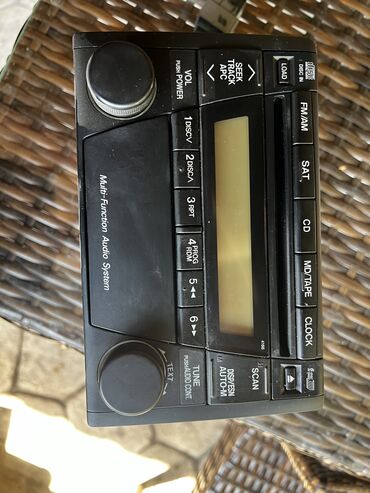 DISC IN
LOAD
FM/AM
SAT
CD
MD/TAPE
CLOCK
SEEK
TRACK
APC
4166
SCAN
DISP/ESN
AUTO-M
VOL
PUSH POWER
1 DISC∨
2 DISC∧
3 RPT
4 PROG
RDM
5 ◄◄
6 ►►
TUNE
PUSH AUDIO CONT.
TEXT
Multi-Function Audio System